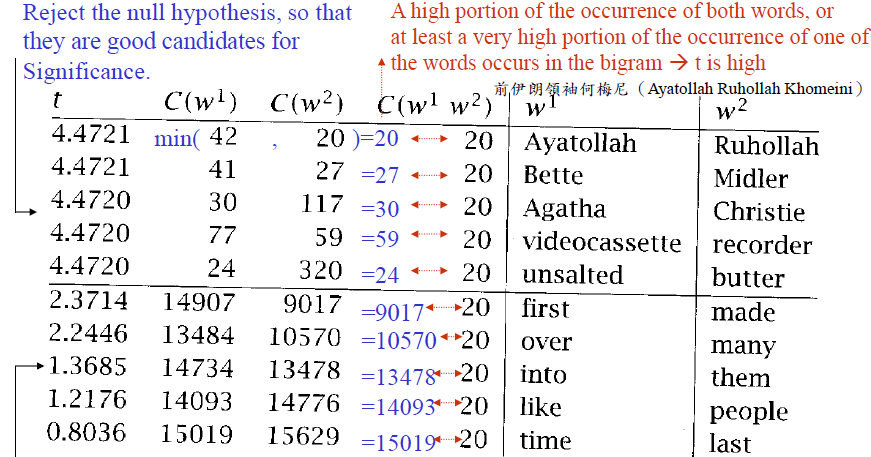 Reject the null hypothesis, so that
they are good candidates for
Significance.
A high portion of the occurrence of both words, or
at least a very high portion of the occurrence of one of
the words occurs in the bigram → t is high
前伊朗領袖何梅尼（Ayatollah Ruhollah Khomeini）
t C(w¹) C(w²) C(w¹ w²) w¹ w²
4.4721 min( 42 , 20 )=20 ↔ 20 Ayatollah Ruhollah
4.4721 41 27 =27 ↔ 20 Bette Midler
4.4720 30 117 =30 ↔ 20 Agatha Christie
4.4720 77 59 =59 ↔ 20 videocassette recorder
4.4720 24 320 =24 ↔ 20 unsalted butter
2.3714 14907 9017 =9017 ↔ 20 first made
2.2446 13484 10570 =10570 ↔ 20 over many
1.3685 14734 13478 =13478 ↔ 20 into them
1.2176 14093 14776 =14093 ↔ 20 like people
0.8036 15019 15629 =15019 ↔ 20 time last